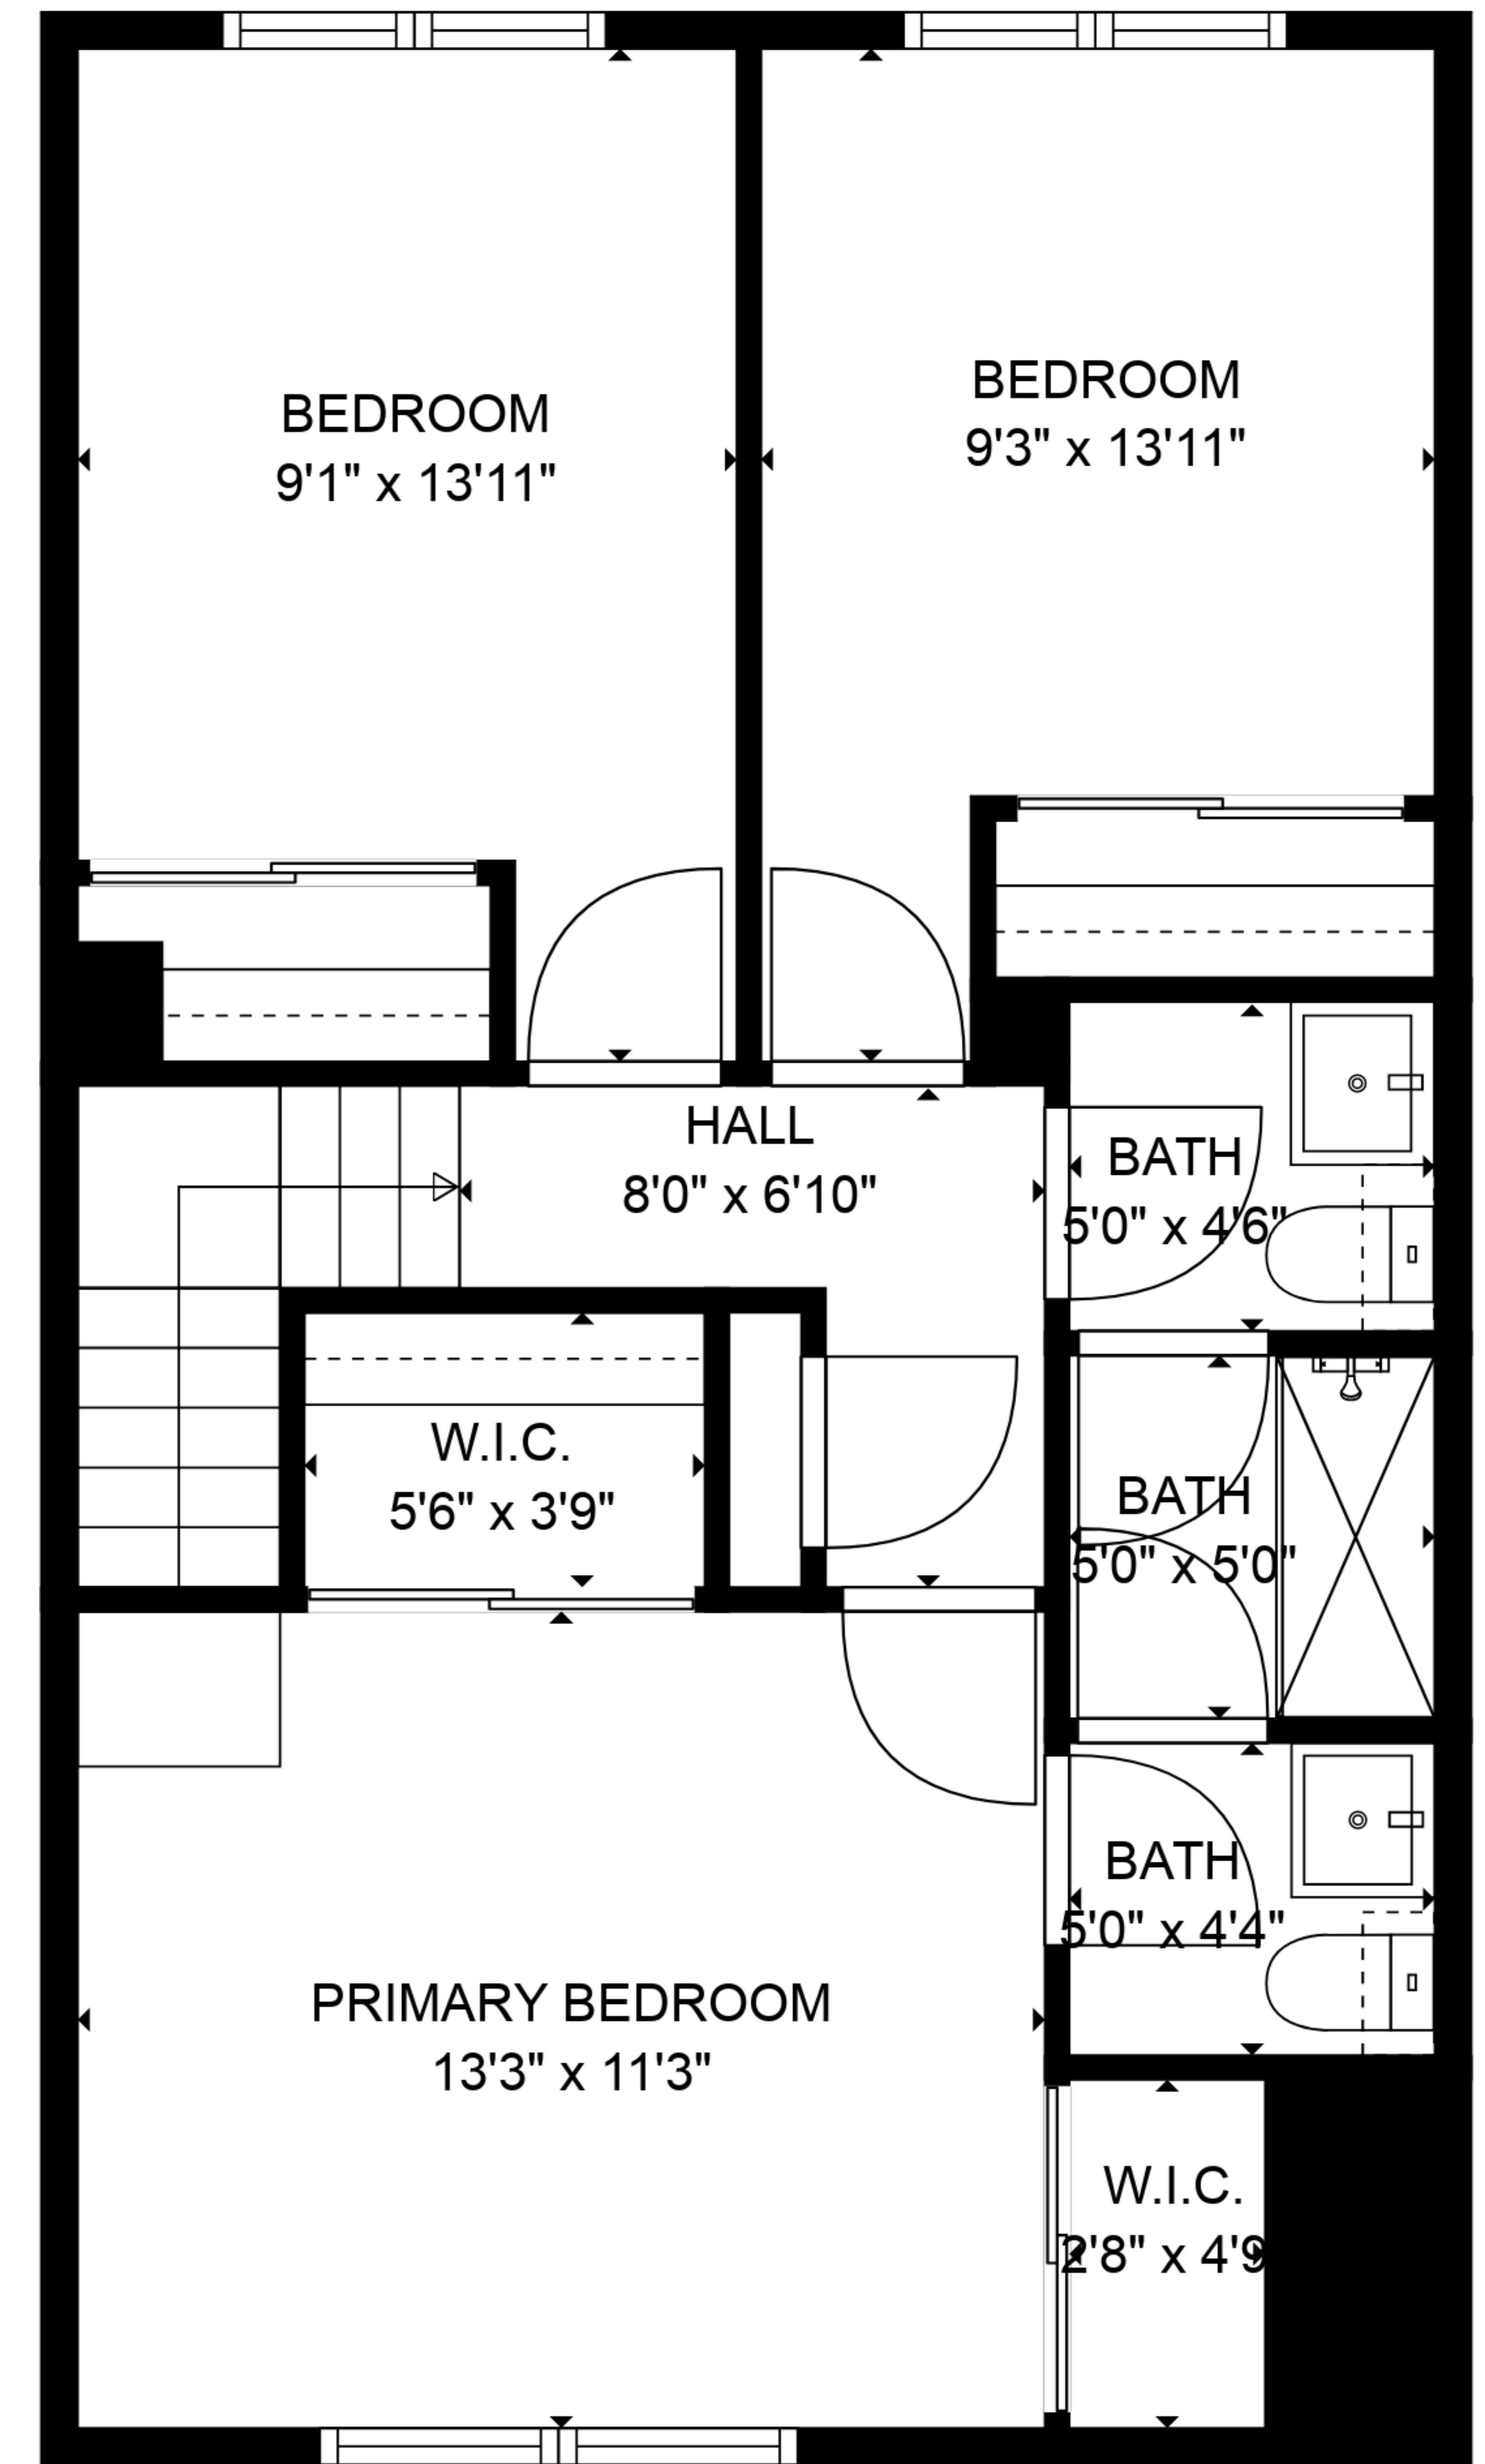 BEDROOM
9'1" x 13'11"
BEDROOM
9'3" x 13'11"
HALL
8'0" x 6'10"
BATH
5'0" x 4'6"
W.I.C.
5'6" x 3'9"
BATH
5'0" x 5'0"
BATH
5'0" x 4'4"
PRIMARY BEDROOM
13'3" x 11'3"
W.I.C.
2'8" x 4'9